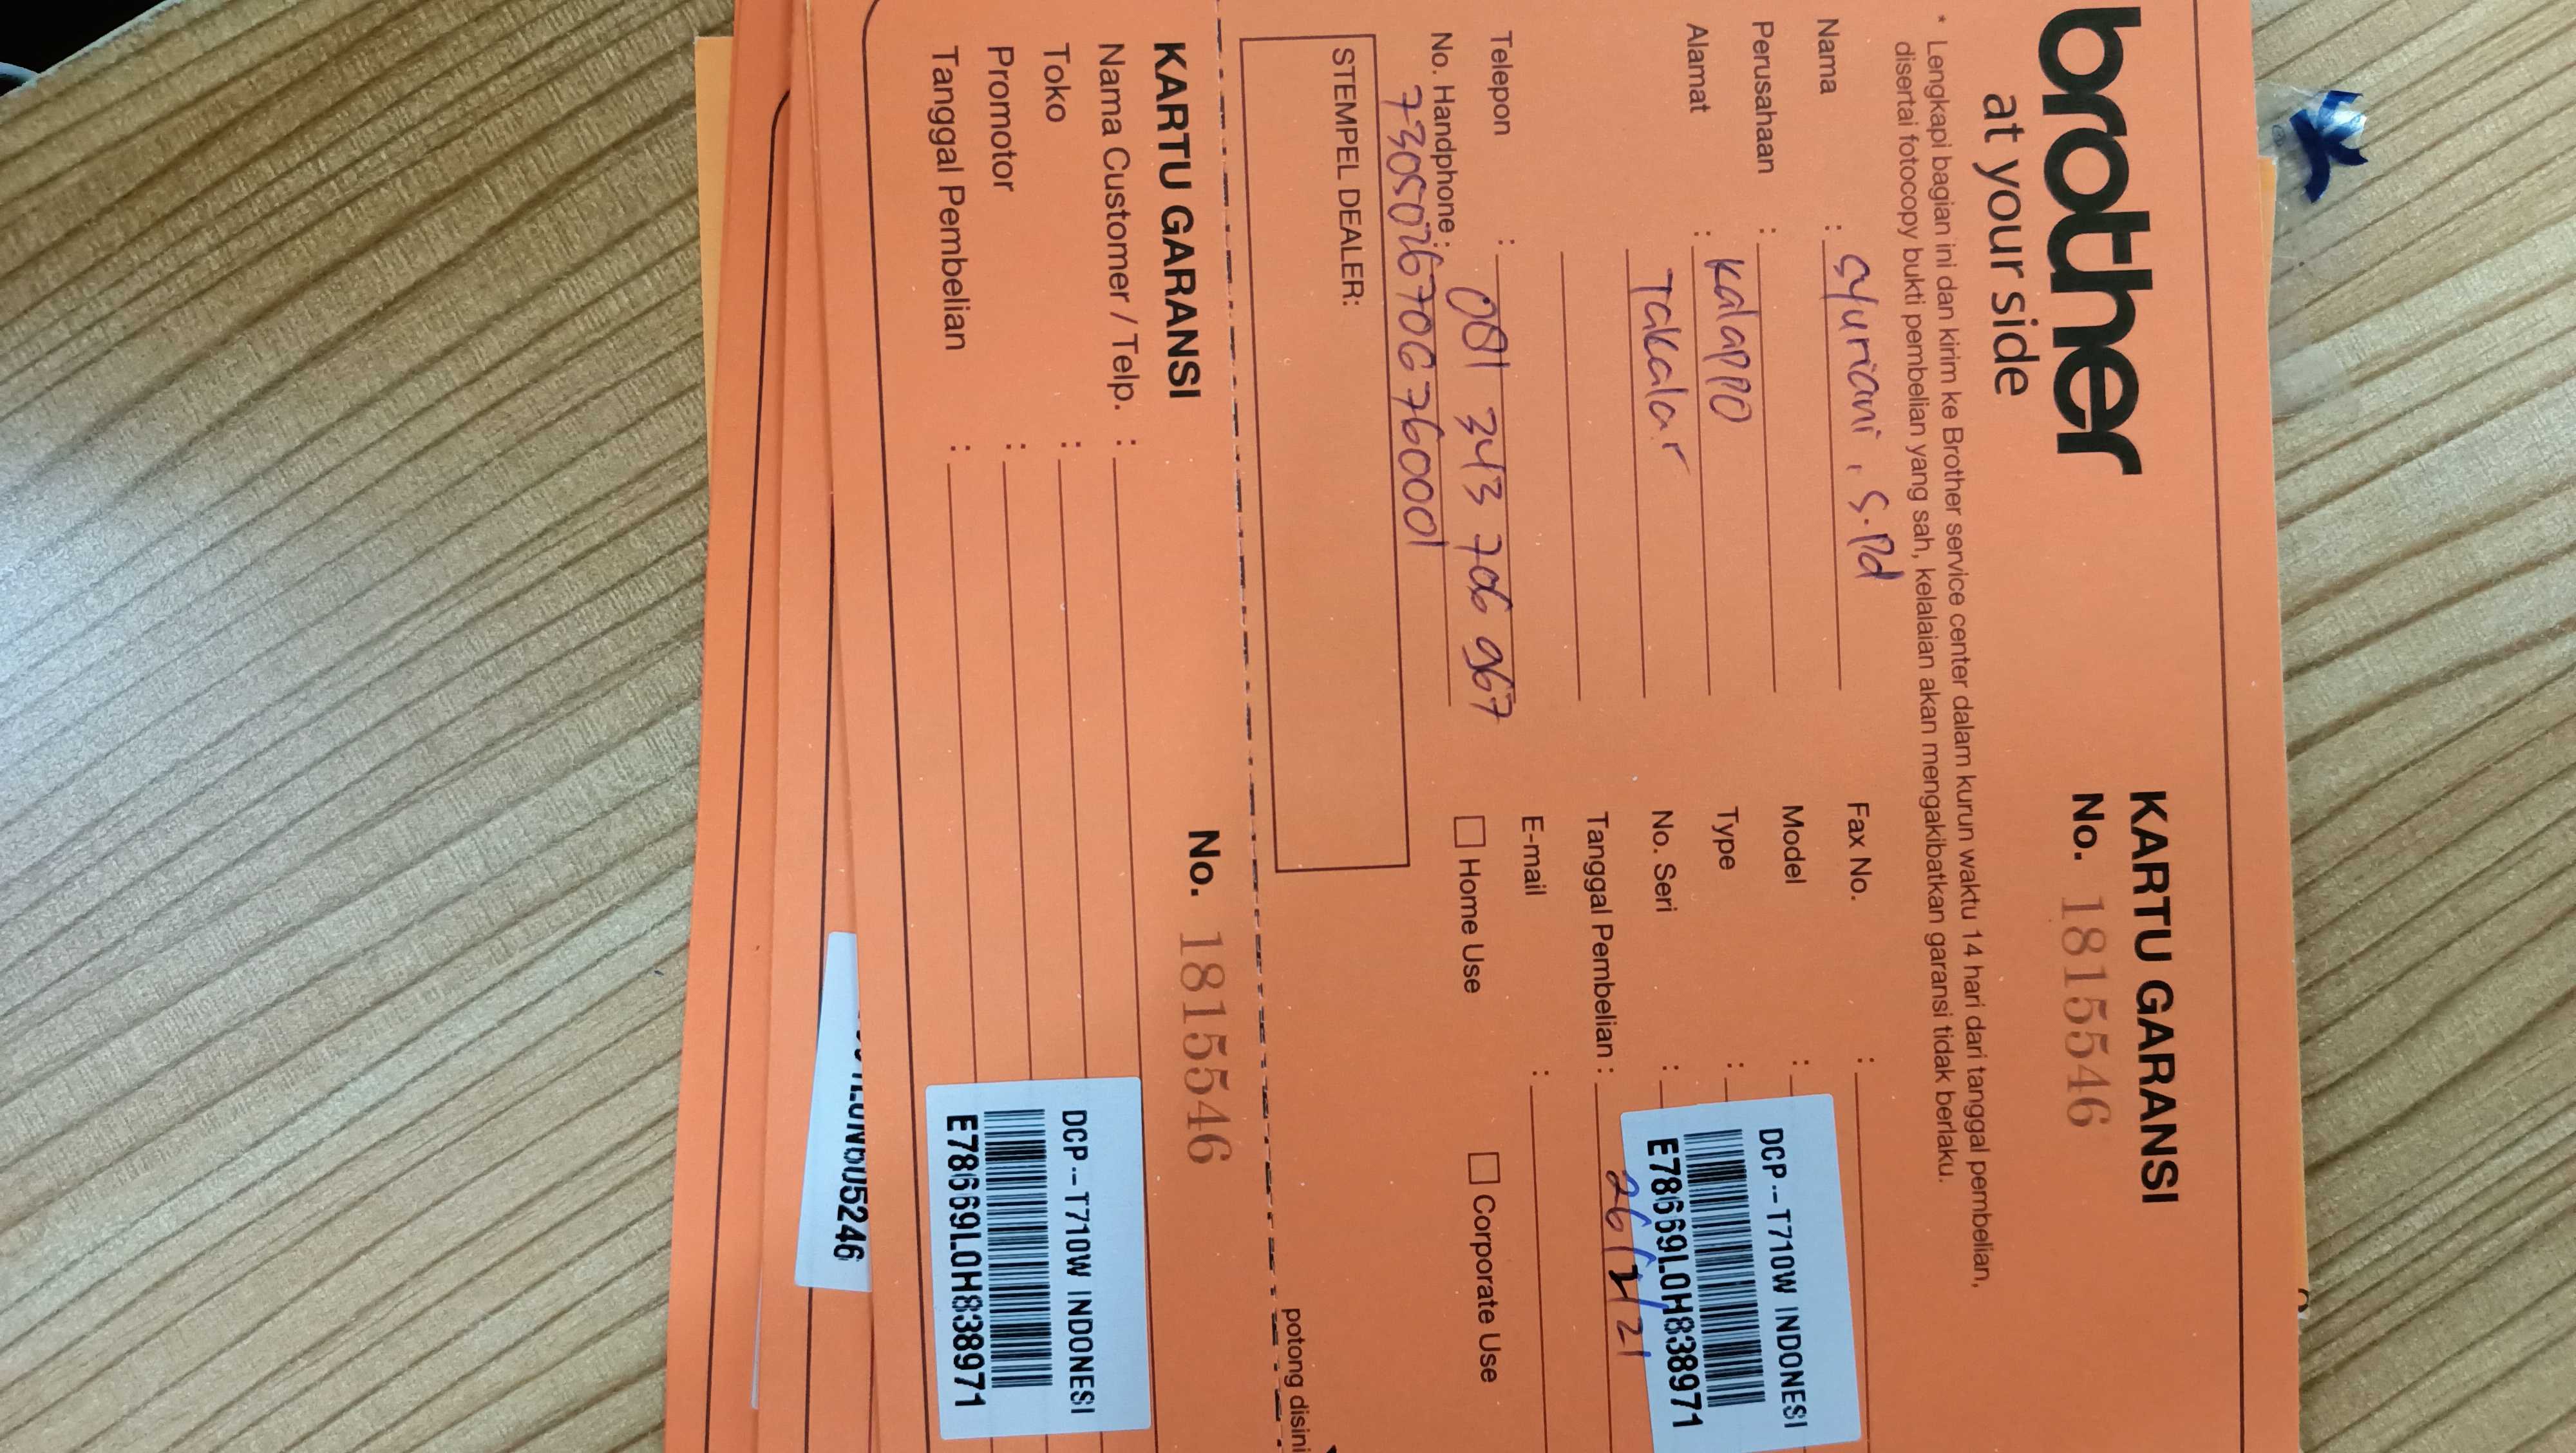 brother
at your side
KARTU GARANSI
No. 1815546
* Lengkapi bagian ini dan kirim ke Brother service center dalam kurun waktu 14 hari dari tanggal pembelian,
disertai fotocopy bukti pembelian yang sah, kelalaian akan mengakibatkan garansi tidak berlaku.
Nama : Syuriani, S.Pd
Perusahaan :
Alamat : Kalappo
Takalar
Telepon :
No. Handphone : 081 343 706 967
7305026706760001
STEMPEL DEALER:
Fax No. :
Model :
Type :
No. Seri :
DCP-T710W INDONESI
E78669L0H838971
Tanggal Pembelian : 26/2/21
E-mail :
Home Use
Corporate Use
potong disini
KARTU GARANSI
No. 1815546
Nama Customer / Telp. :
Toko :
Promotor :
Tanggal Pembelian :
DCP-T710W INDONESI
E78669L0H838971